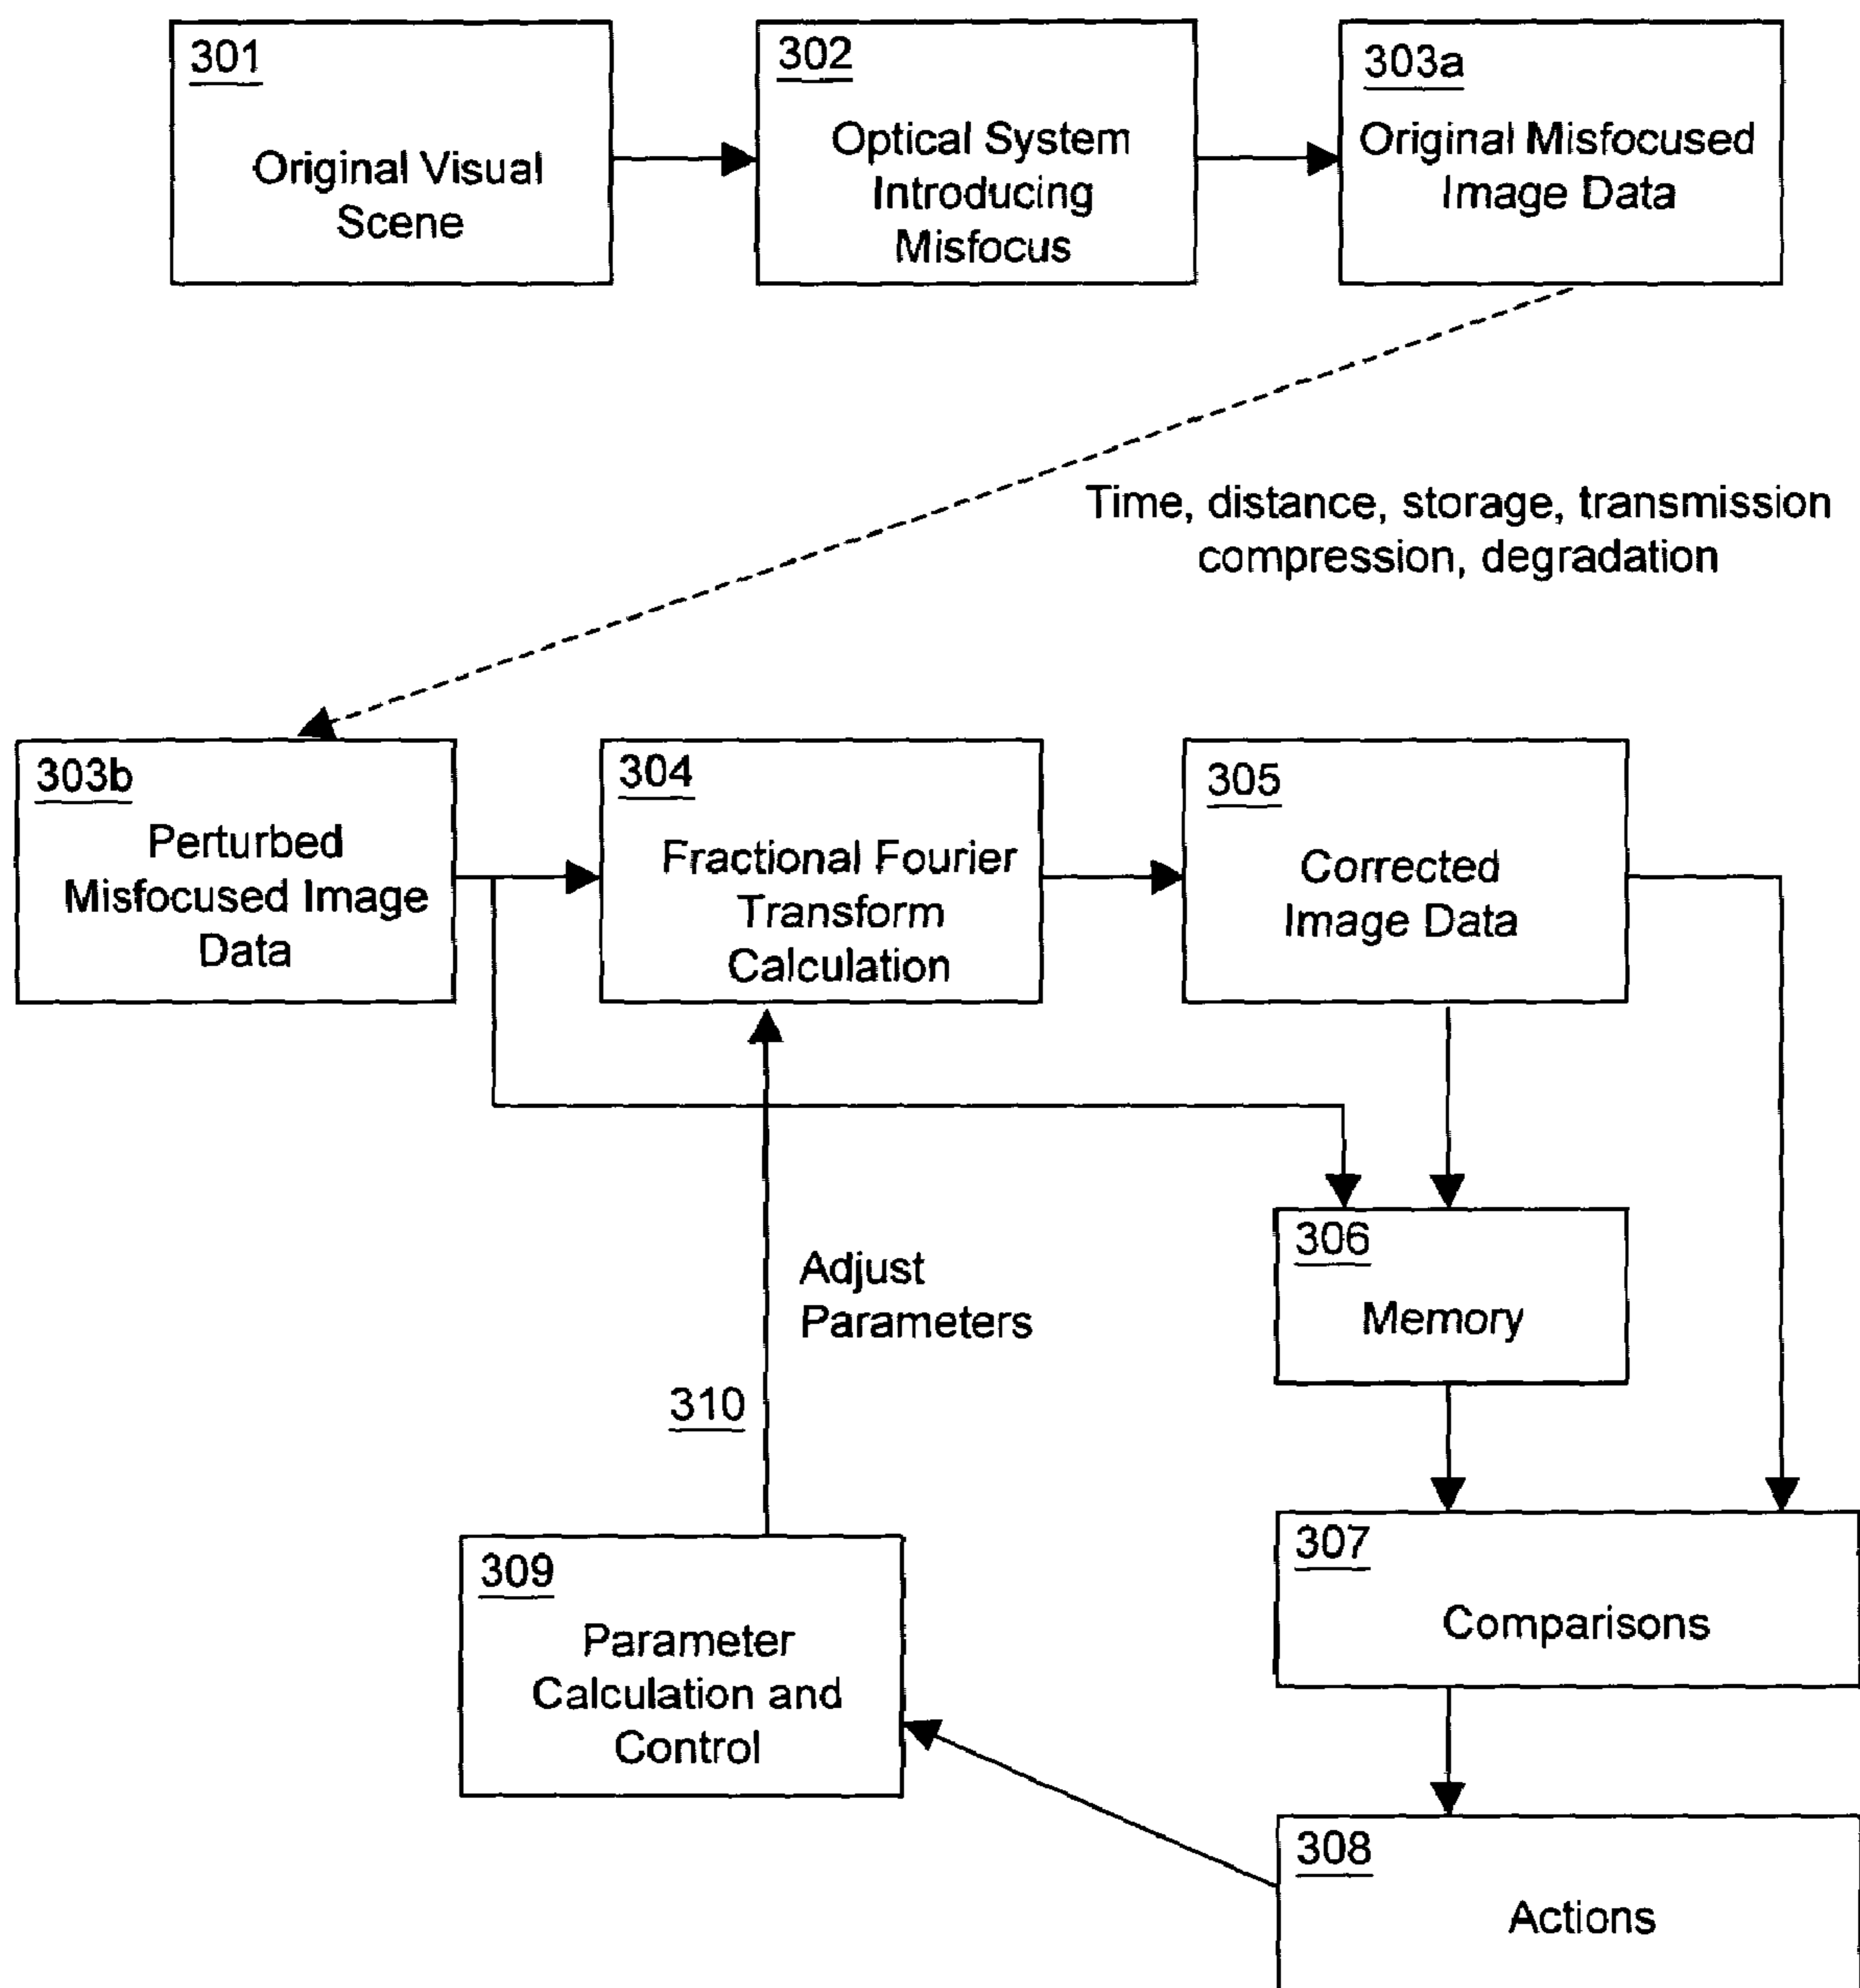 301
Original Visual
Scene
302
Optical System
Introducing
Misfocus
303a
Original Misfocused
Image Data
Time, distance, storage, transmission
compression, degradation
303b
Perturbed
Misfocused Image
Data
304
Fractional Fourier
Transform
Calculation
305
Corrected
Image Data
306
Memory
Adjust
Parameters
310
307
Comparisons
309
Parameter
Calculation and
Control
308
Actions